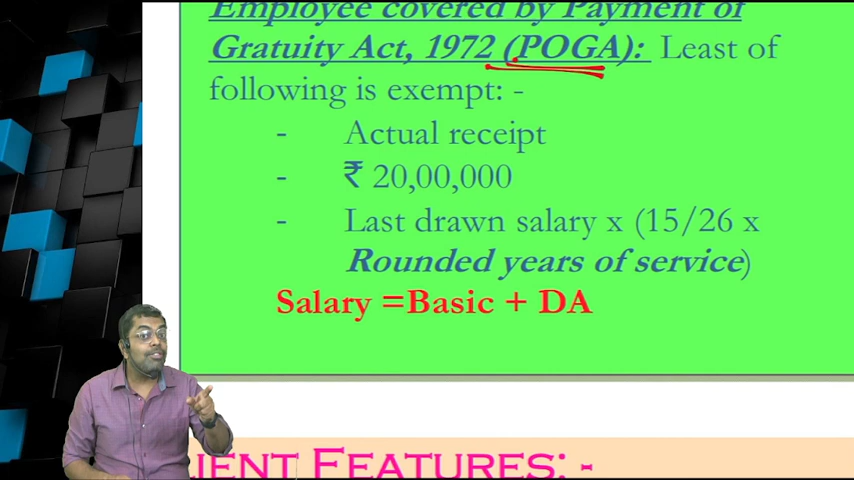 Employee covered by Payment of
Gratuity Act, 1972 (POGA): Least of
following is exempt: -
- Actual receipt
- ₹ 20,00,000
- Last drawn salary x (15/26 x
Rounded years of service)
Salary =Basic + DA
IENT FEATURES: -